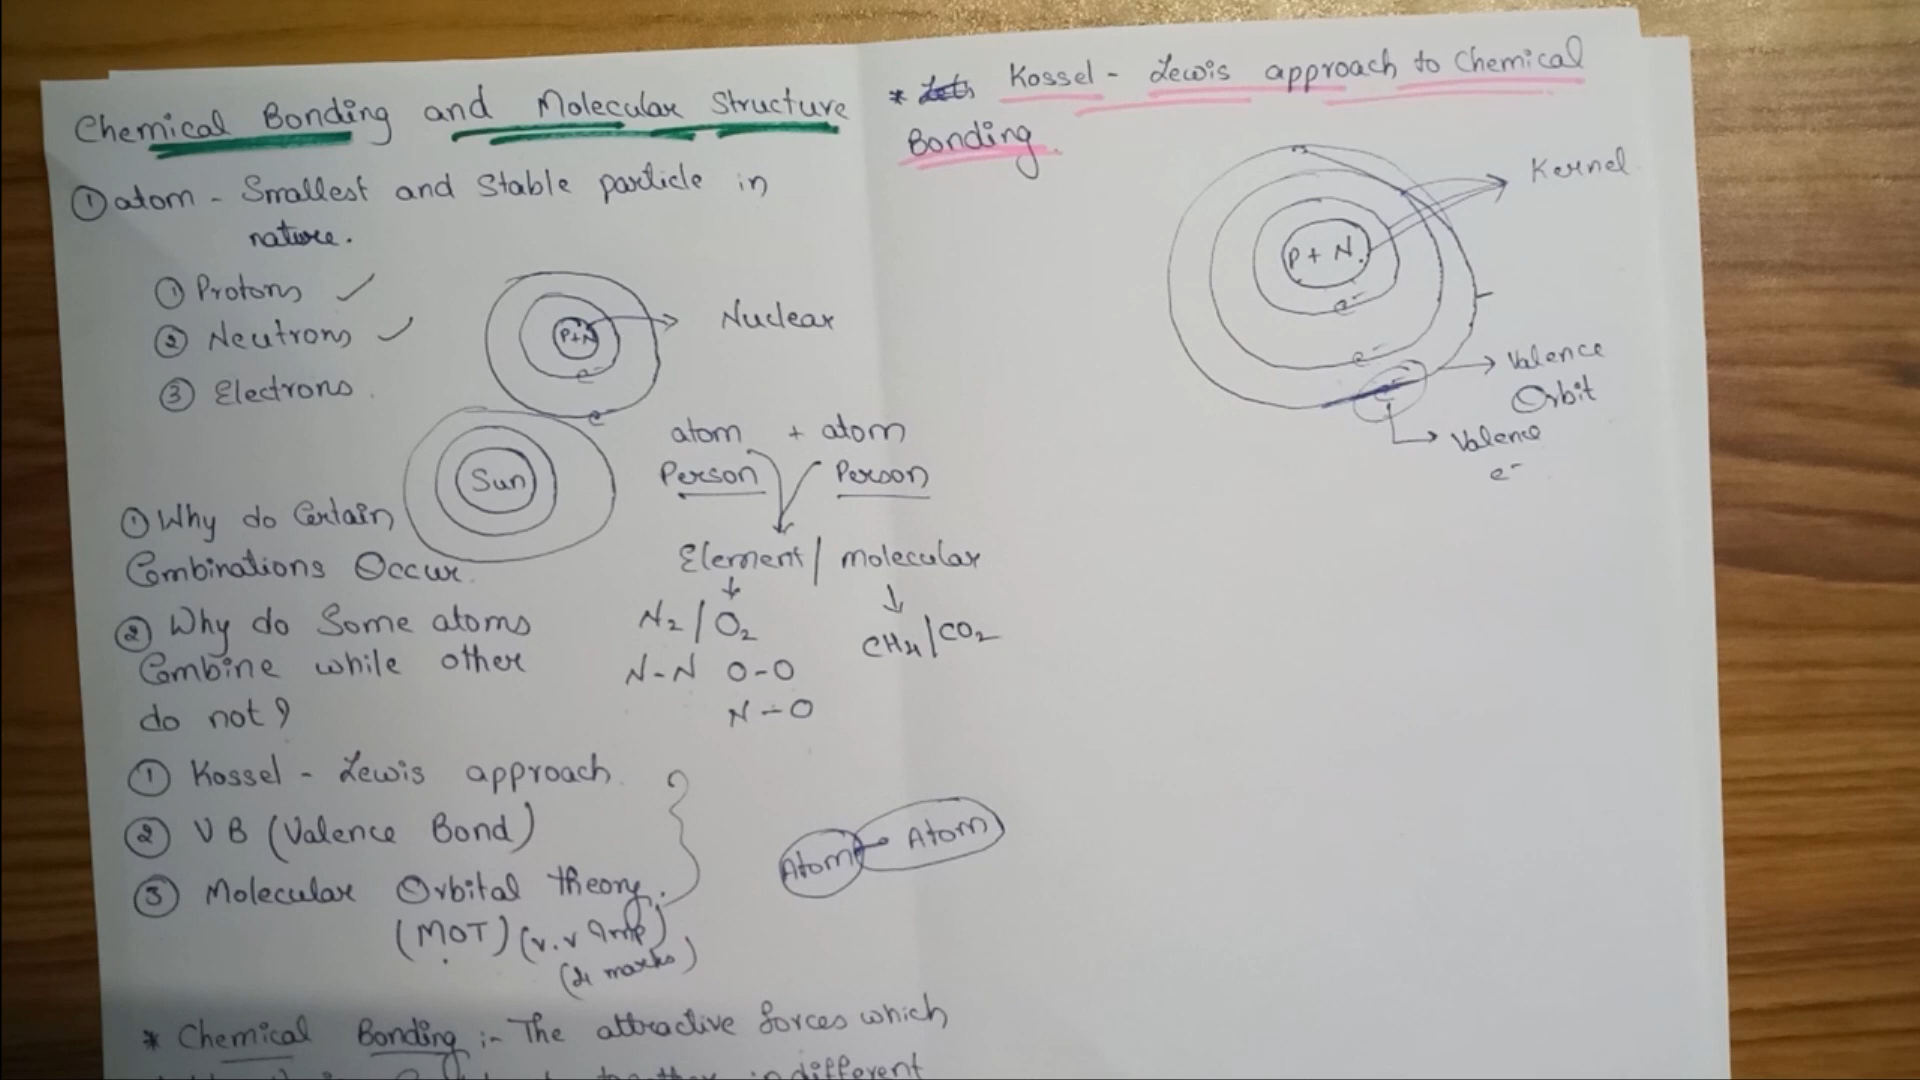 Chemical Bonding and Molecular Structure
① atom - Smallest and Stable particle in
nature.
① Protons ✓
② Neutrons ✓
③ Electrons.
P+N
e-
e
Nuclear
Sun
atom + atom
Person Person
Element / molecular
N2 / O2
CH4 / CO2
N-N O-O
N-O
① Why do Certain
Combinations Occur.
② Why do Some atoms
Combine while other
do not?
① Kossel - Lewis approach.
② VB (Valence Bond)
③ Molecular Orbital theory.
(MOT) (v.v Imp)
(4 marks)
Atom Atom
* Chemical Bonding :- The attractive forces which
together in different
* Kossel - Lewis approach to Chemical
Bonding.
Kernel
P + N
e-
e-
e-
Valence
Orbit
Valence
e-